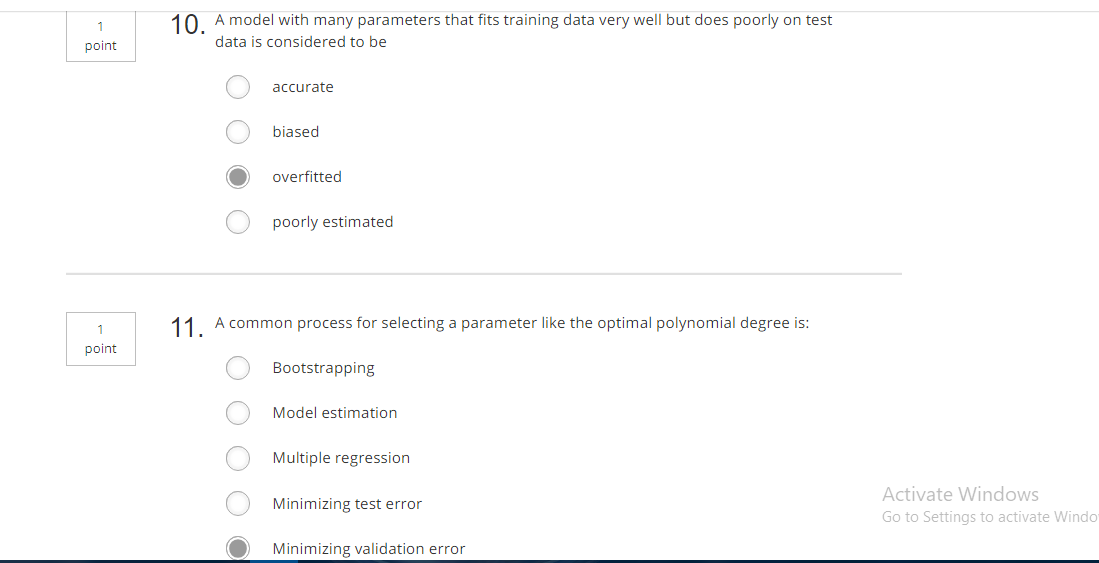 1
point
10. A model with many parameters that fits training data very well but does poorly on test
data is considered to be
accurate
biased
overfitted
poorly estimated
1
point
11. A common process for selecting a parameter like the optimal polynomial degree is:
Bootstrapping
Model estimation
Multiple regression
Minimizing test error
Minimizing validation error
Activate Windows
Go to Settings to activate Windo